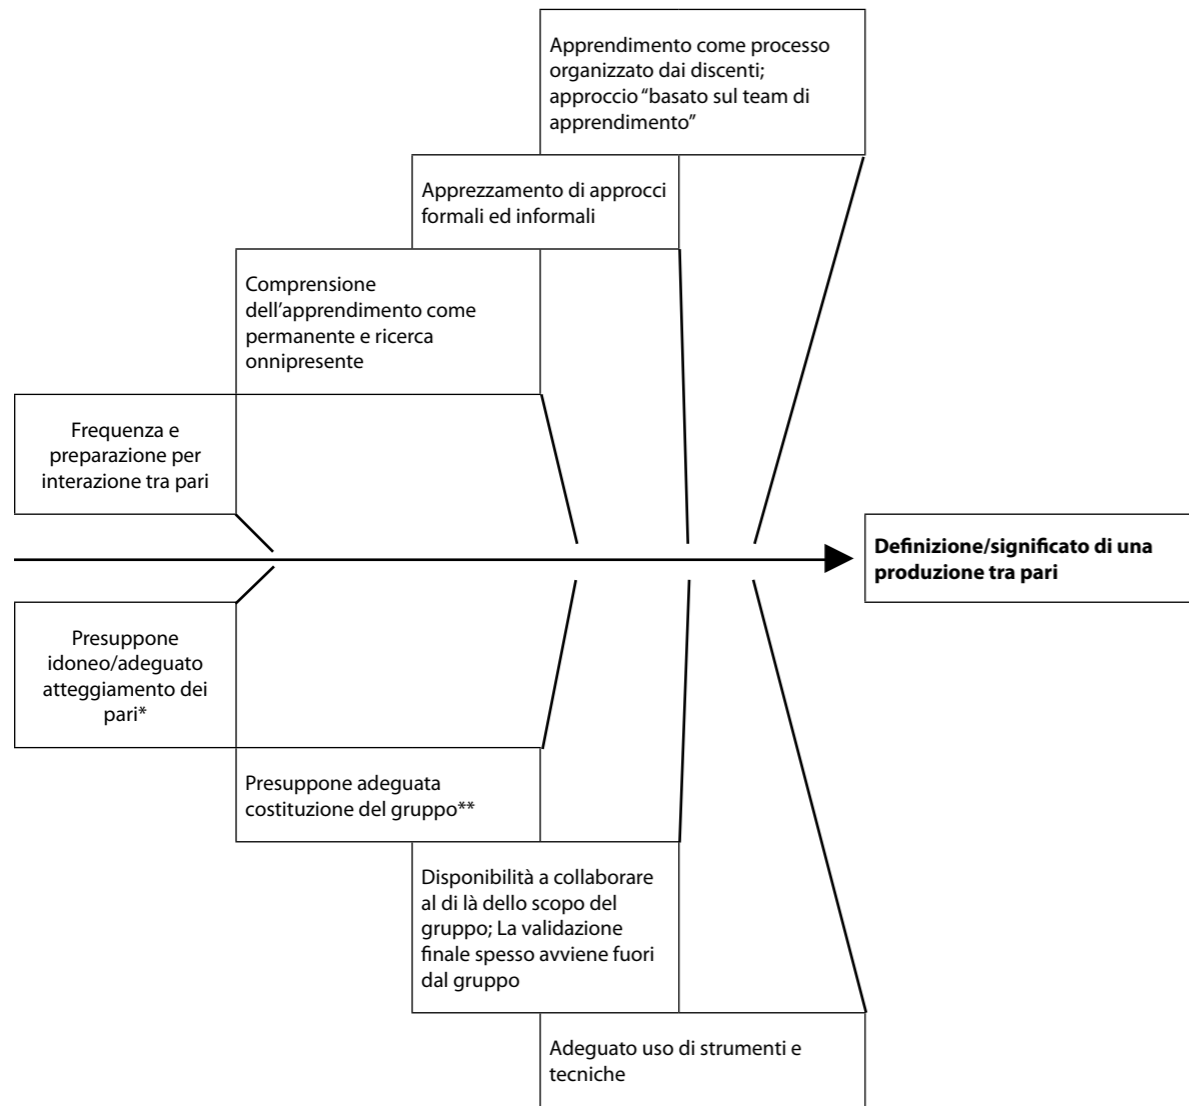 Apprendimento come processo
organizzato dai discenti;
approccio “basato sul team di
apprendimento”
Apprezzamento di approcci
formali ed informali
Comprensione
dell’apprendimento come
permanente e ricerca
onnipresente
Frequenza e
preparazione per
interazione tra pari
Definizione/significato di una
produzione tra pari
Presuppone
idoneo/adeguato
atteggiamento dei
pari*
Presuppone adeguata
costituzione del gruppo**
Disponibilità a collaborare
al di là dello scopo del
gruppo; La validazione
finale spesso avviene fuori
dal gruppo
Adeguato uso di strumenti e
tecniche